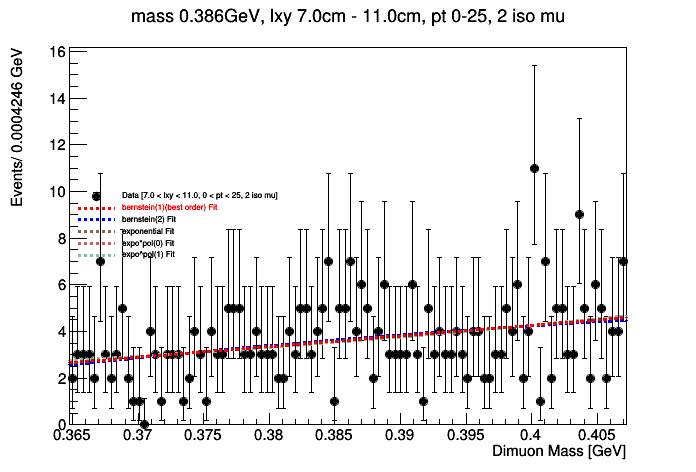 mass 0.386GeV, lxy 7.0cm - 11.0cm, pt 0-25, 2 iso mu
Events/ 0.0004246 GeV
16
14
12
10
8
6
4
2
0
Data [7.0 < lxy < 11.0, 0 < pt < 25, 2 iso mu]
bernstein(1)(best order) Fit
bernstein(2) Fit
exponential Fit
expo*pol(0) Fit
expo*pol(1) Fit
0.365 0.37 0.375 0.38 0.385 0.39 0.395 0.4 0.405
Dimuon Mass [GeV]